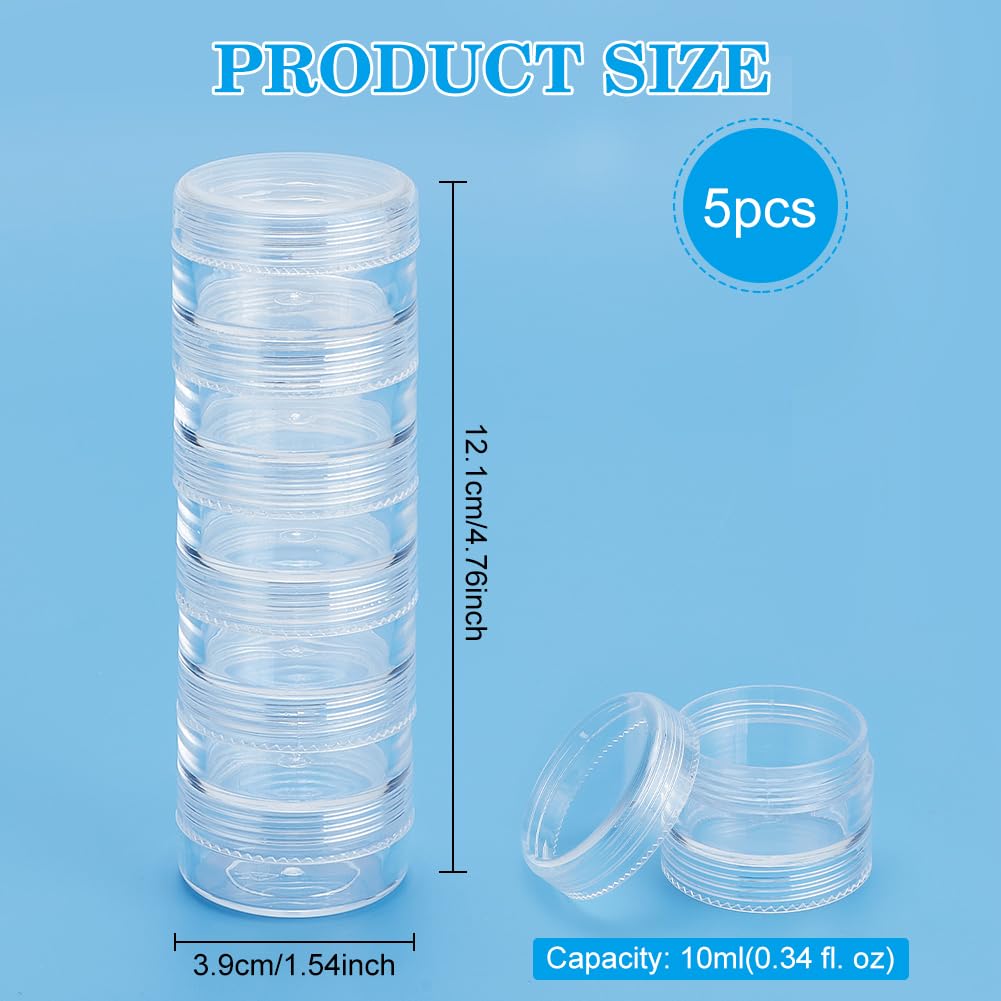 PRODUCT SIZE
5pcs
12.1cm/4.76inch
3.9cm/1.54inch
Capacity: 10ml(0.34 fl. oz)